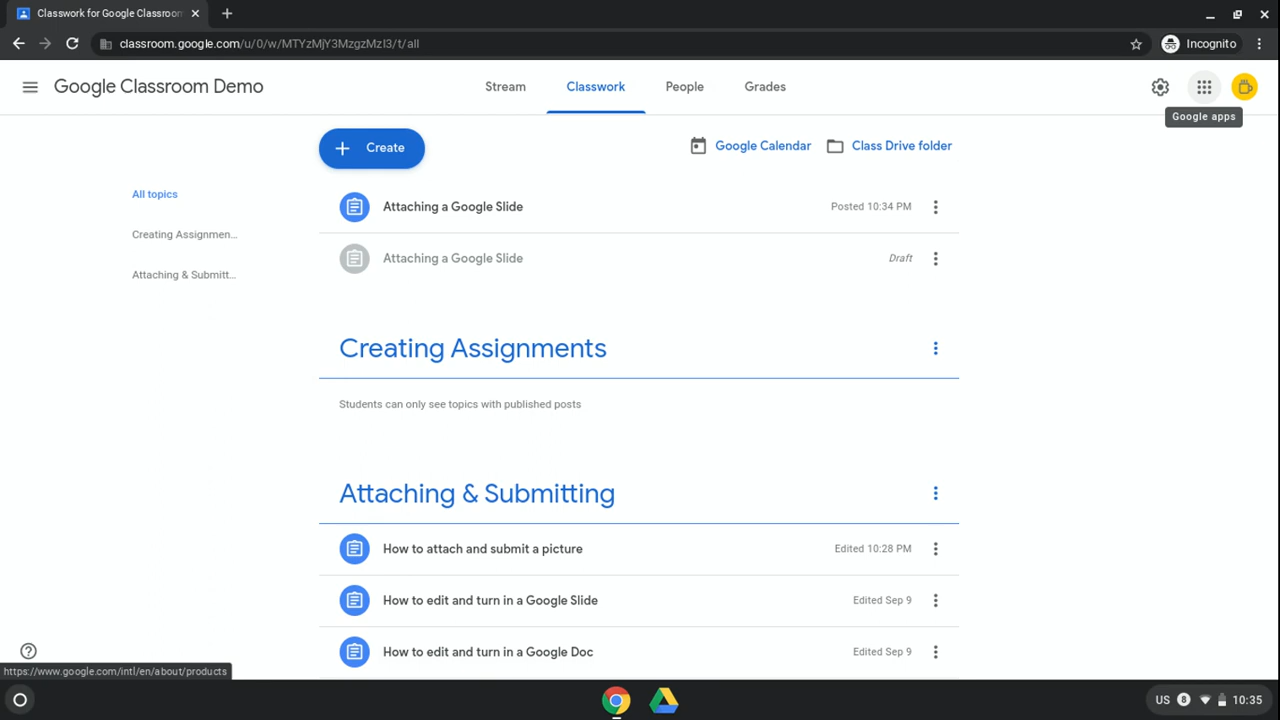 Classwork for Google Classroom
classroom.google.com/u/0/w/MTYzMjY3MzgzMzI3/t/all
Incognito
Google Classroom Demo
Stream
Classwork
People
Grades
Google apps
Create
Google Calendar
Class Drive folder
All topics
Creating Assignmen...
Attaching & Submitt...
Attaching a Google Slide
Posted 10:34 PM
Attaching a Google Slide
Draft
Creating Assignments
Students can only see topics with published posts
Attaching & Submitting
How to attach and submit a picture
Edited 10:28 PM
How to edit and turn in a Google Slide
Edited Sep 9
How to edit and turn in a Google Doc
Edited Sep 9
https://www.google.com/intl/en/about/products
US
8
10:35